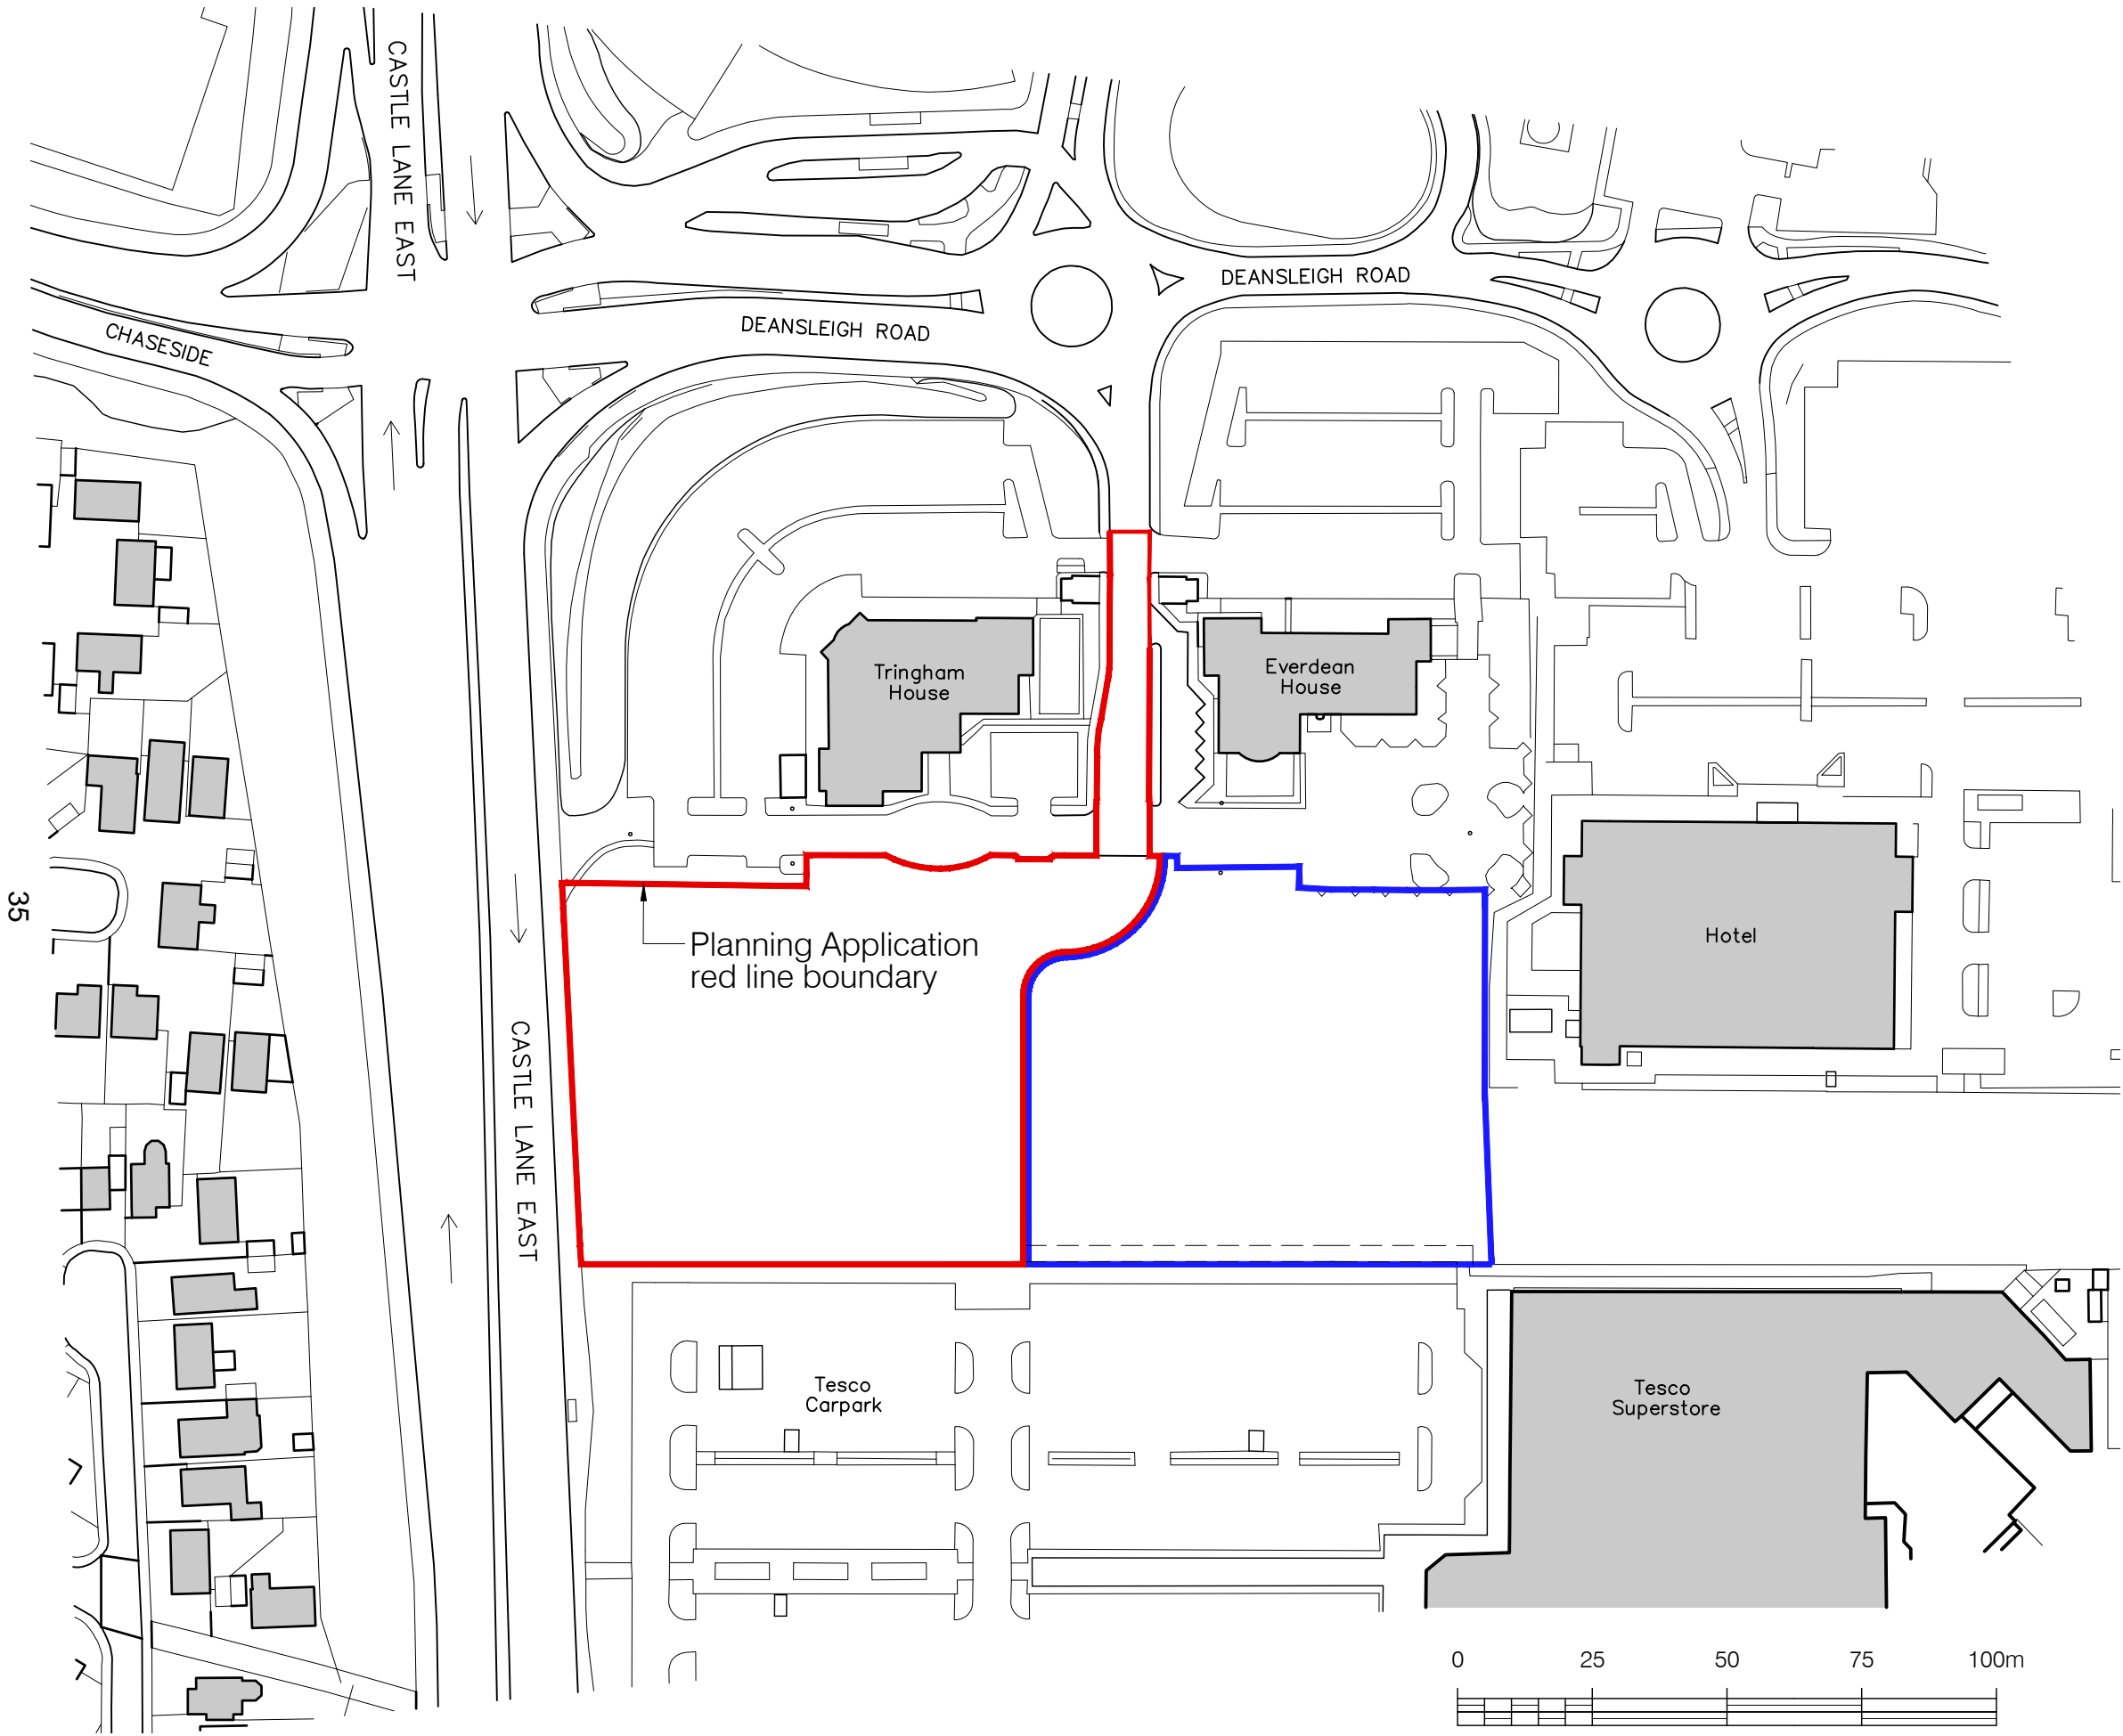 CASTLE LANE EAST
DEANSLEIGH ROAD
DEANSLEIGH ROAD
CHASESIDE
Tringham
House
Everdean
House
35
Planning Application
red line boundary
Hotel
CASTLE LANE EAST
Tesco
Carpark
Tesco
Superstore
0 25 50 75 100m